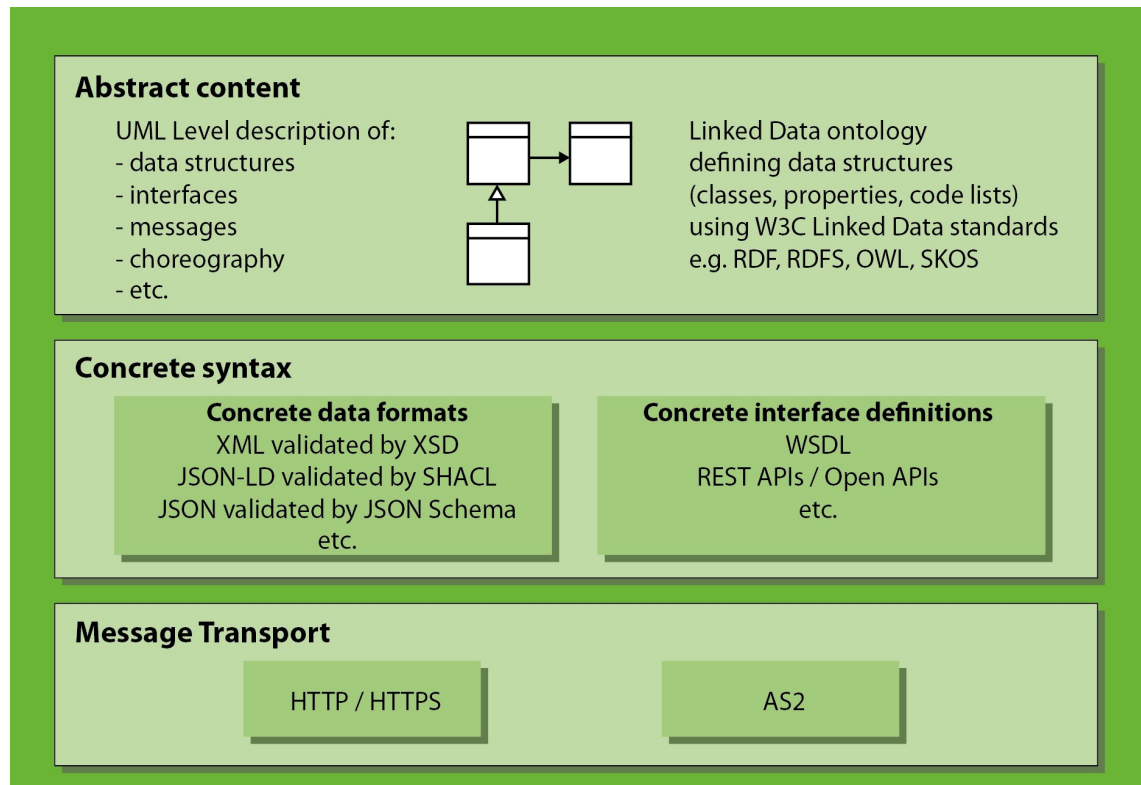 Abstract content
UML Level description of:
- data structures
- interfaces
- messages
- choreography
- etc.
Linked Data ontology
defining data structures
(classes, properties, code lists)
using W3C Linked Data standards
e.g. RDF, RDFS, OWL, SKOS
Concrete syntax
Concrete data formats
XML validated by XSD
JSON-LD validated by SHACL
JSON validated by JSON Schema
etc.
Concrete interface definitions
WSDL
REST APIs / Open APIs
etc.
Message Transport
HTTP / HTTPS
AS2